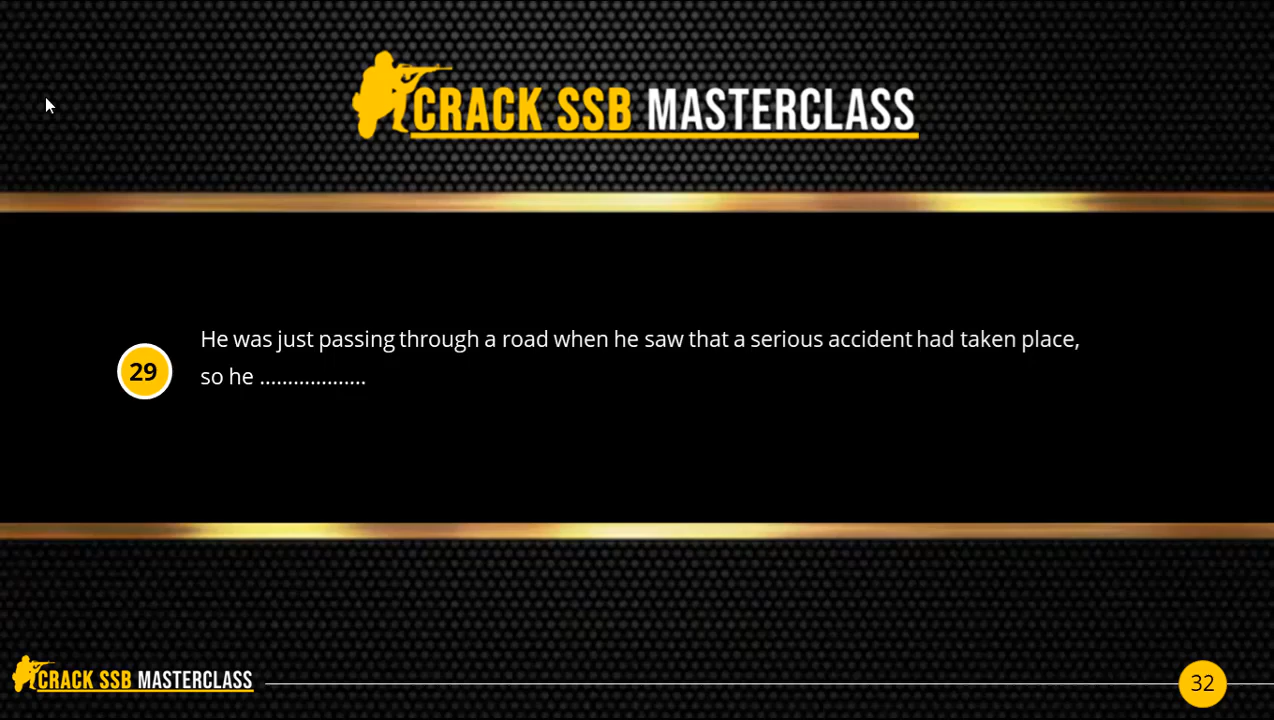 CRACK SSB MASTERCLASS
29
He was just passing through a road when he saw that a serious accident had taken place,
so he ...................
CRACK SSB MASTERCLASS
32